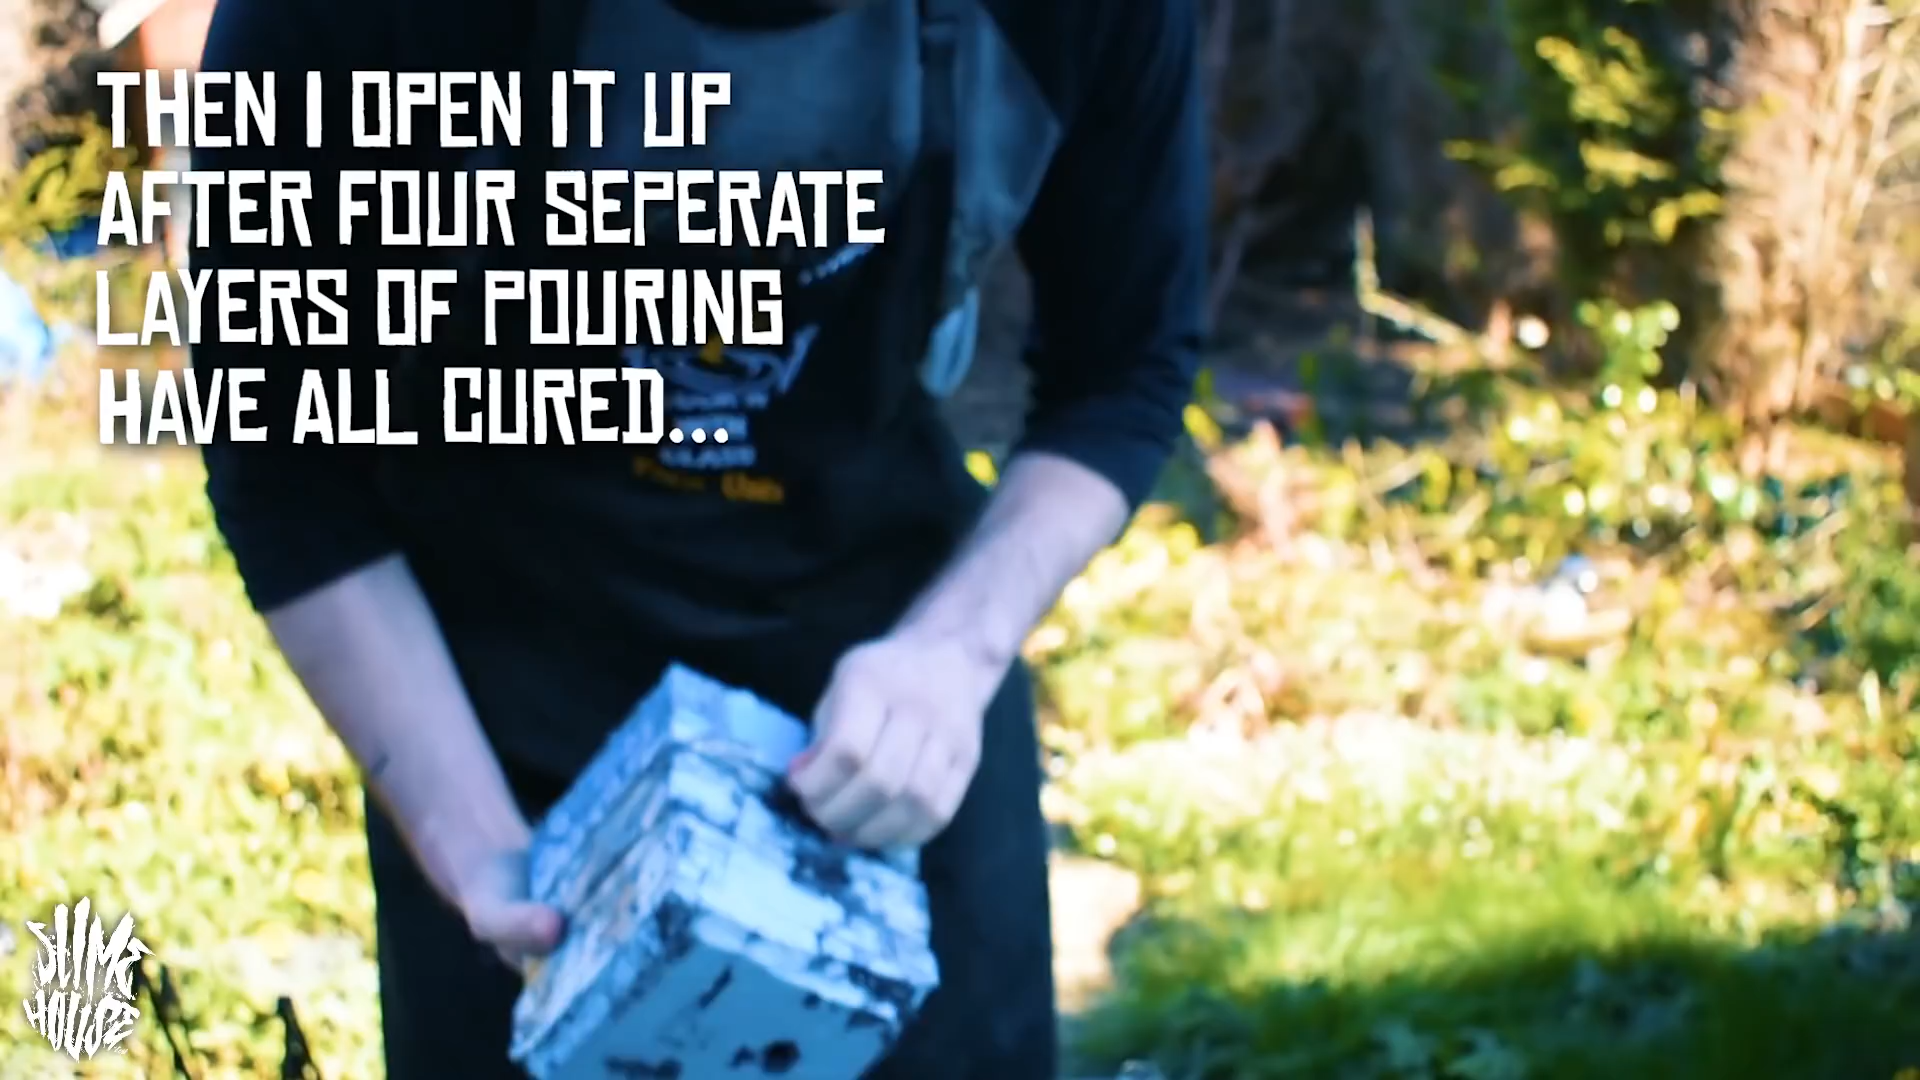 THEN I OPEN IT UP
AFTER FOUR SEPERATE
LAYERS OF POURING
HAVE ALL CURED...
SLIME
HOUSE